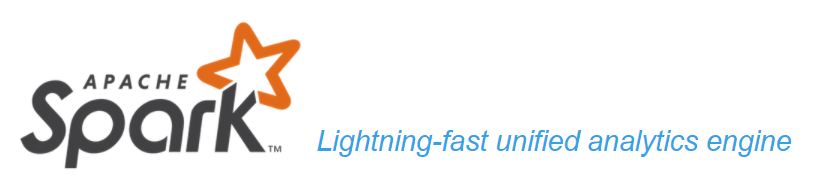 APACHE
Spark™
Lightning-fast unified analytics engine